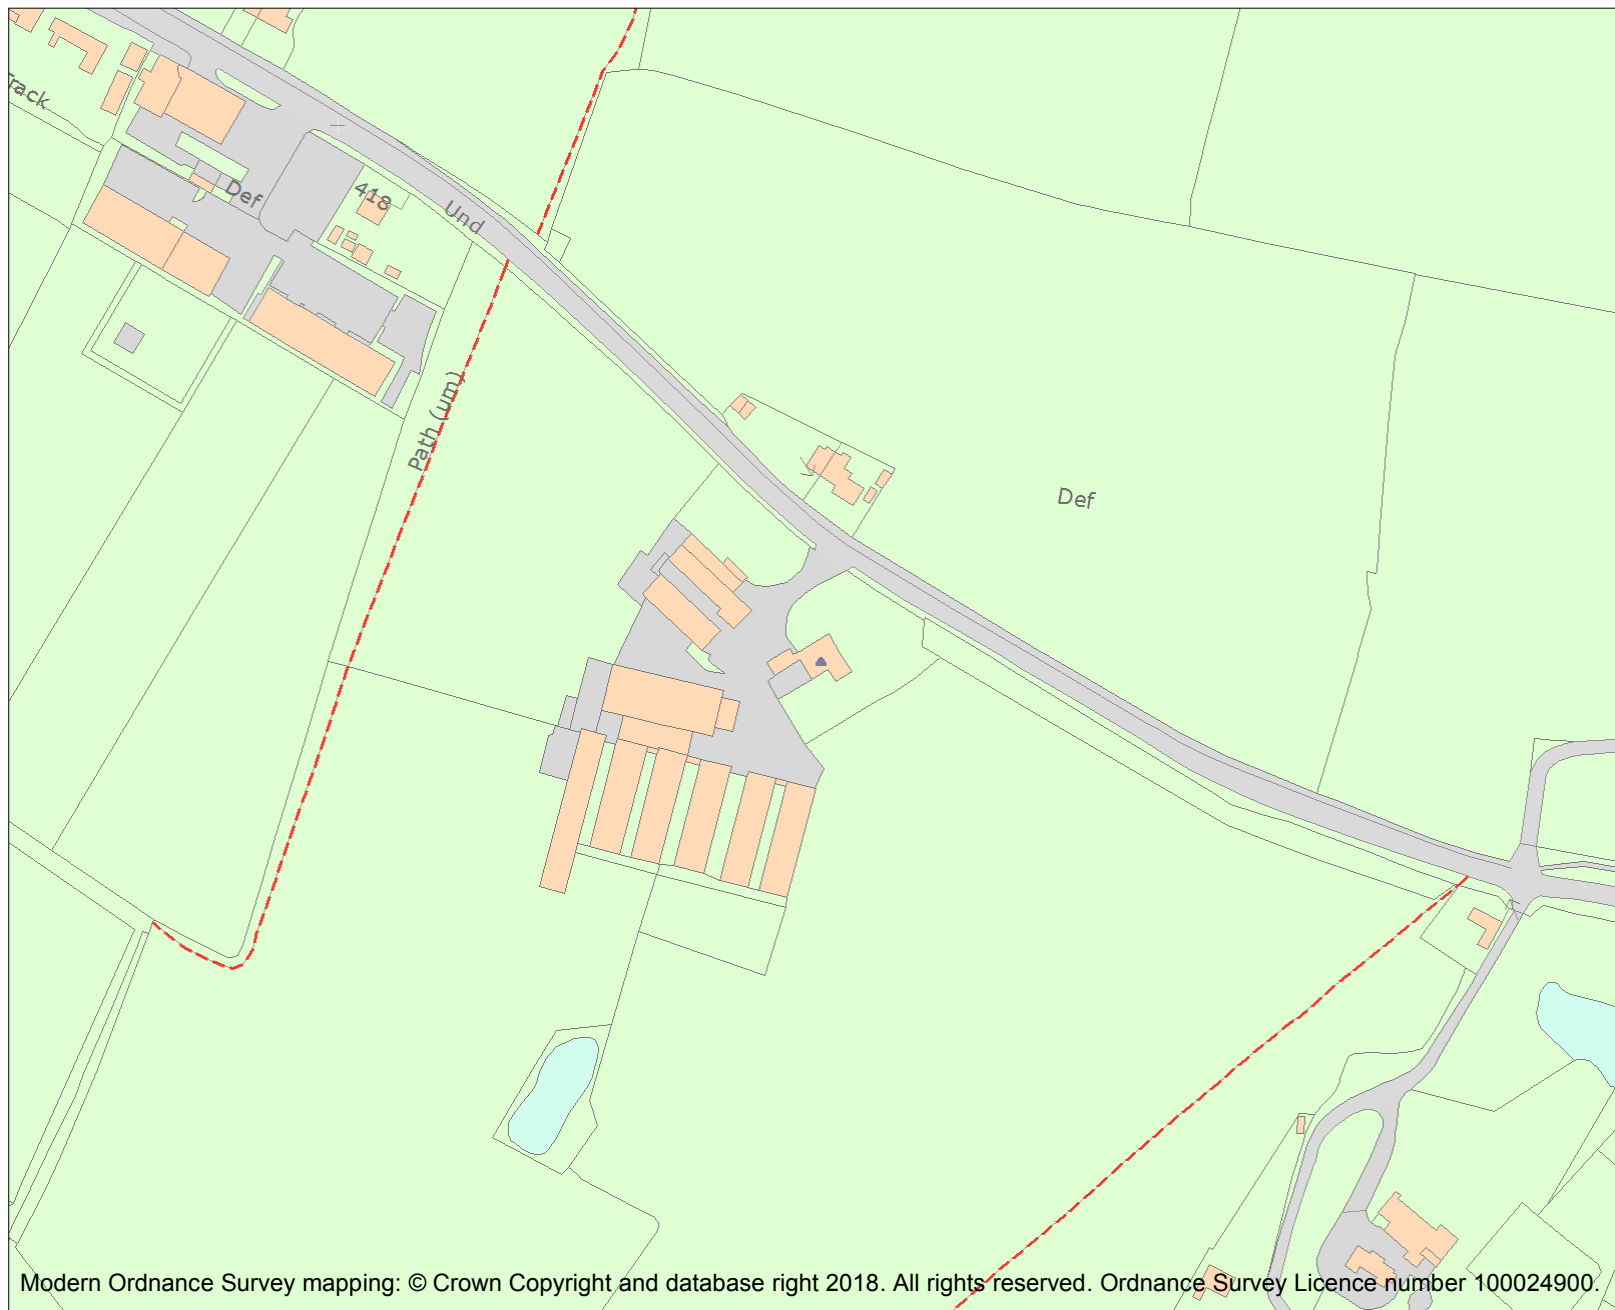 Track
Def
418
Und
Path (um)
Def
Modern Ordnance Survey mapping: © Crown Copyright and database right 2018. All rights reserved. Ordnance Survey Licence number 100024900.